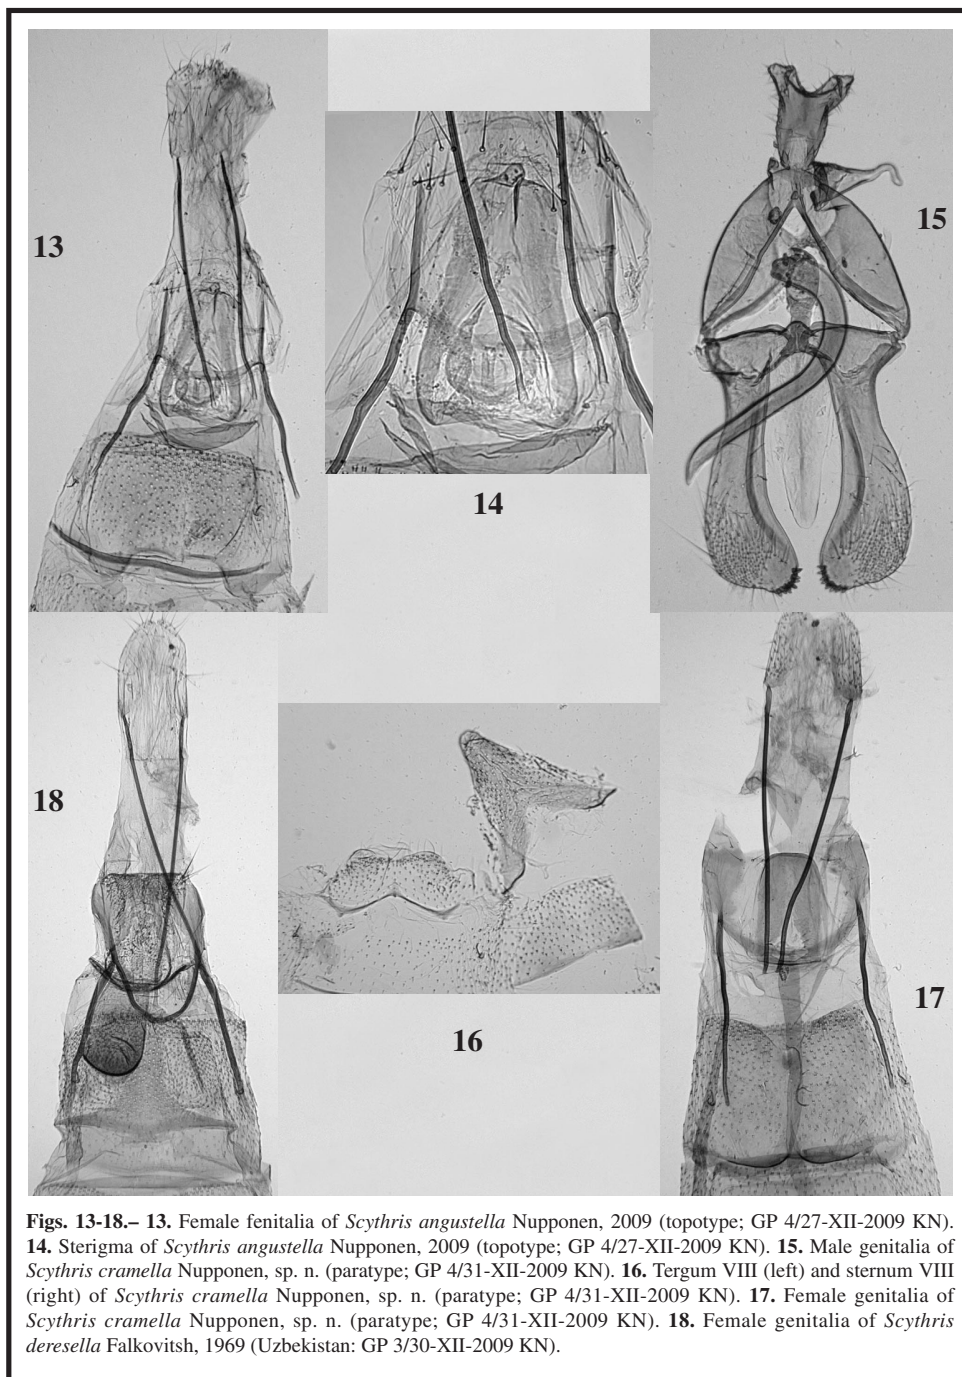 13
14
15
18
16
17
Figs. 13-18.– 13. Female fenitalia of Scythris angustella Nupponen, 2009 (topotype; GP 4/27-XII-2009 KN).
14. Sterigma of Scythris angustella Nupponen, 2009 (topotype; GP 4/27-XII-2009 KN). 15. Male genitalia of
Scythris cramella Nupponen, sp. n. (paratype; GP 4/31-XII-2009 KN). 16. Tergum VIII (left) and sternum VIII
(right) of Scythris cramella Nupponen, sp. n. (paratype; GP 4/31-XII-2009 KN). 17. Female genitalia of
Scythris cramella Nupponen, sp. n. (paratype; GP 4/31-XII-2009 KN). 18. Female genitalia of Scythris
deresella Falkovitsh, 1969 (Uzbekistan: GP 3/30-XII-2009 KN).